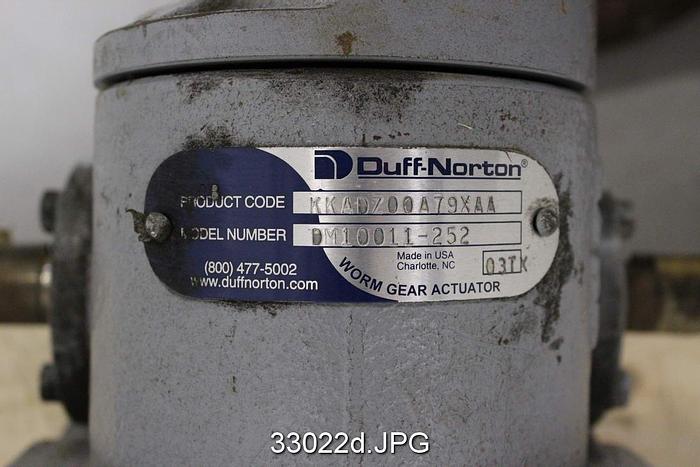 Duff-Norton®
PRODUCT CODE KKADZ00A79XAA
MODEL NUMBER DM10011-252
(800) 477-5002
www.duffnorton.com
Made in USA
Charlotte, NC
03TK
WORM GEAR ACTUATOR
33022d.JPG